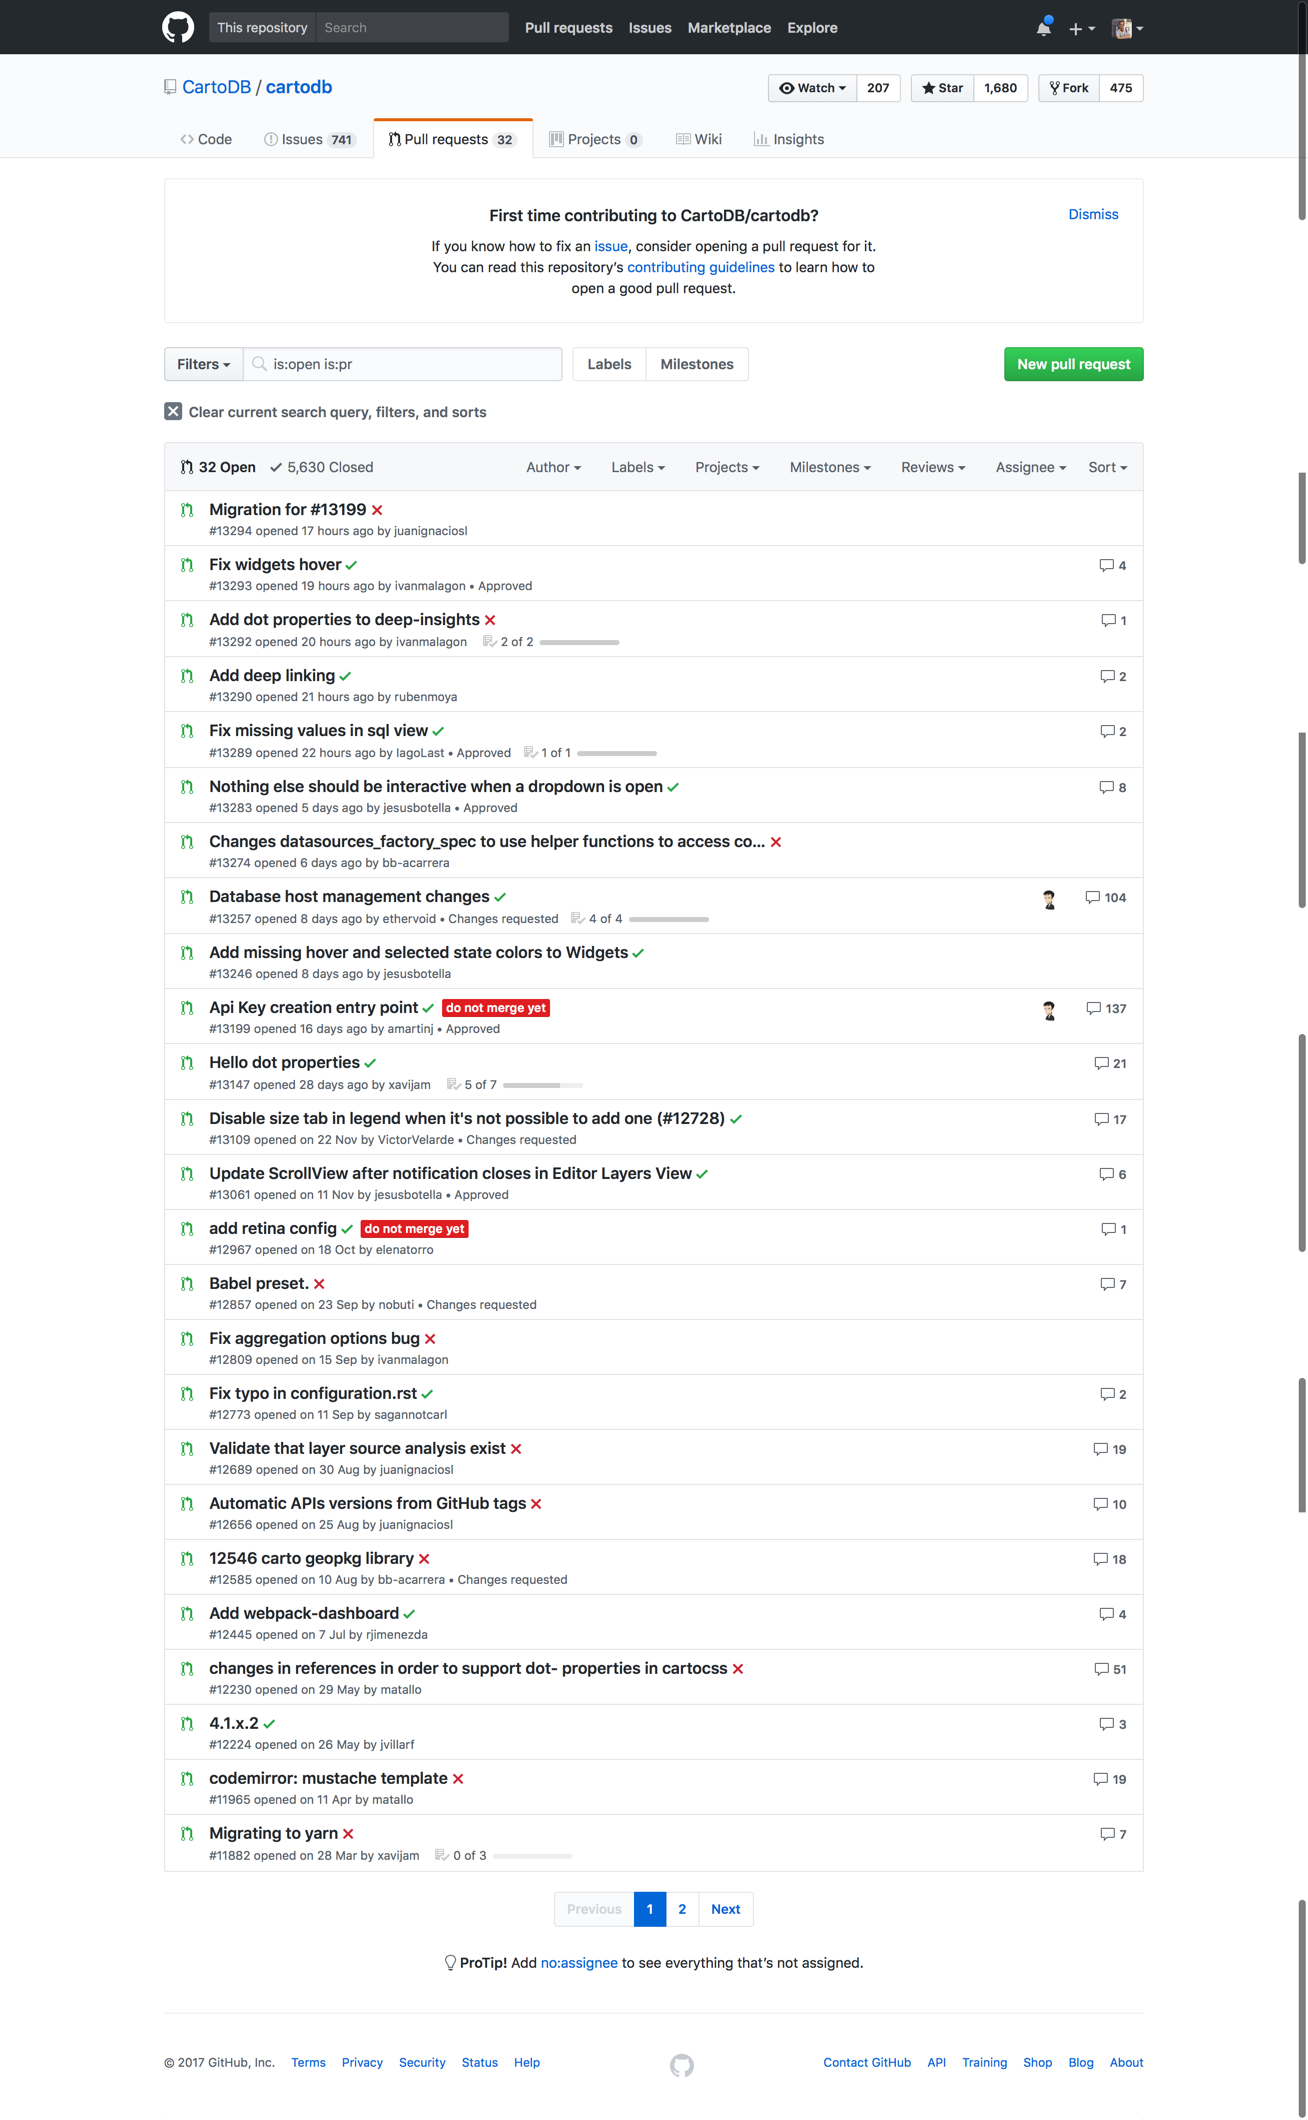 This repository Search Pull requests Issues Marketplace Explore
CartoDB / cartodb Watch 207 Star 1,680 Fork 475
Code Issues 741 Pull requests 32 Projects 0 Wiki Insights
First time contributing to CartoDB/cartodb? Dismiss
If you know how to fix an issue, consider opening a pull request for it.
You can read this repository’s contributing guidelines to learn how to
open a good pull request.
Filters is:open is:pr Labels Milestones New pull request
Clear current search query, filters, and sorts
32 Open 5,630 Closed Author Labels Projects Milestones Reviews Assignee Sort
Migration for #13199
#13294 opened 17 hours ago by juanignaciosl
Fix widgets hover 4
#13293 opened 19 hours ago by ivanmalagon • Approved
Add dot properties to deep-insights 1
#13292 opened 20 hours ago by ivanmalagon 2 of 2
Add deep linking 2
#13290 opened 21 hours ago by rubenmoya
Fix missing values in sql view 2
#13289 opened 22 hours ago by IagoLast • Approved 1 of 1
Nothing else should be interactive when a dropdown is open 8
#13283 opened 5 days ago by jesusbotella • Approved
Changes datasources_factory_spec to use helper functions to access co...
#13274 opened 6 days ago by bb-acarrera
Database host management changes 104
#13257 opened 8 days ago by ethervoid • Changes requested 4 of 4
Add missing hover and selected state colors to Widgets
#13246 opened 8 days ago by jesusbotella
Api Key creation entry point do not merge yet 137
#13199 opened 16 days ago by amartinj • Approved
Hello dot properties 21
#13147 opened 28 days ago by xavijam 5 of 7
Disable size tab in legend when it's not possible to add one (#12728) 17
#13109 opened on 22 Nov by VictorVelarde • Changes requested
Update ScrollView after notification closes in Editor Layers View 6
#13061 opened on 11 Nov by jesusbotella • Approved
add retina config do not merge yet 1
#12967 opened on 18 Oct by elenatorro
Babel preset. 7
#12857 opened on 23 Sep by nobuti • Changes requested
Fix aggregation options bug
#12809 opened on 15 Sep by ivanmalagon
Fix typo in configuration.rst 2
#12773 opened on 11 Sep by sagannotcarl
Validate that layer source analysis exist 19
#12689 opened on 30 Aug by juanignaciosl
Automatic APIs versions from GitHub tags 10
#12656 opened on 25 Aug by juanignaciosl
12546 carto geopkg library 18
#12585 opened on 10 Aug by bb-acarrera • Changes requested
Add webpack-dashboard 4
#12445 opened on 7 Jul by rjimenezda
changes in references in order to support dot- properties in cartocss 51
#12230 opened on 29 May by matallo
4.1.x.2 3
#12224 opened on 26 May by jvillarf
codemirror: mustache template 19
#11965 opened on 11 Apr by matallo
Migrating to yarn 7
#11882 opened on 28 Mar by xavijam 0 of 3
Previous 1 2 Next
ProTip! Add no:assignee to see everything that’s not assigned.
© 2017 GitHub, Inc. Terms Privacy Security Status Help Contact GitHub API Training Shop Blog About